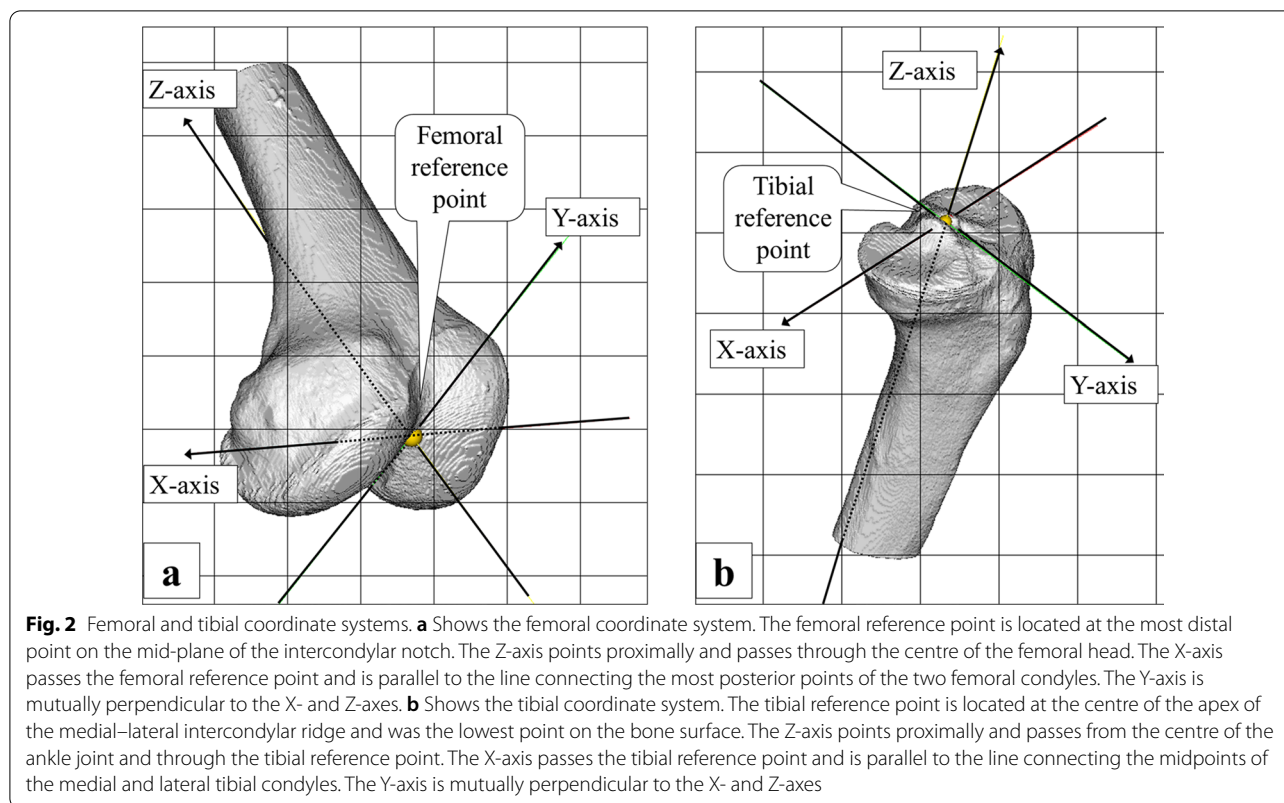 Z-axis
Femoral
reference
point
Y-axis
X-axis
a
Z-axis
Tibial
reference
point
X-axis
Y-axis
b
Fig. 2 Femoral and tibial coordinate systems. a Shows the femoral coordinate system. The femoral reference point is located at the most distal
point on the mid-plane of the intercondylar notch. The Z-axis points proximally and passes through the centre of the femoral head. The X-axis
passes the femoral reference point and is parallel to the line connecting the most posterior points of the two femoral condyles. The Y-axis is
mutually perpendicular to the X- and Z-axes. b Shows the tibial coordinate system. The tibial reference point is located at the centre of the apex of
the medial–lateral intercondylar ridge and was the lowest point on the bone surface. The Z-axis points proximally and passes from the centre of the
ankle joint and through the tibial reference point. The X-axis passes the tibial reference point and is parallel to the line connecting the midpoints of
the medial and lateral tibial condyles. The Y-axis is mutually perpendicular to the X- and Z-axes